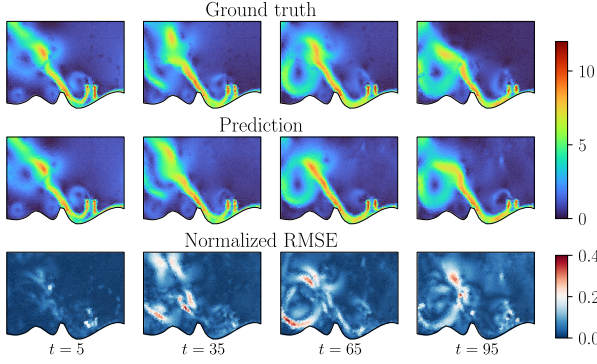 Ground truth
10
5
0
Prediction
Normalized RMSE
0.4
0.2
0.0
t = 5
t = 35
t = 65
t = 95